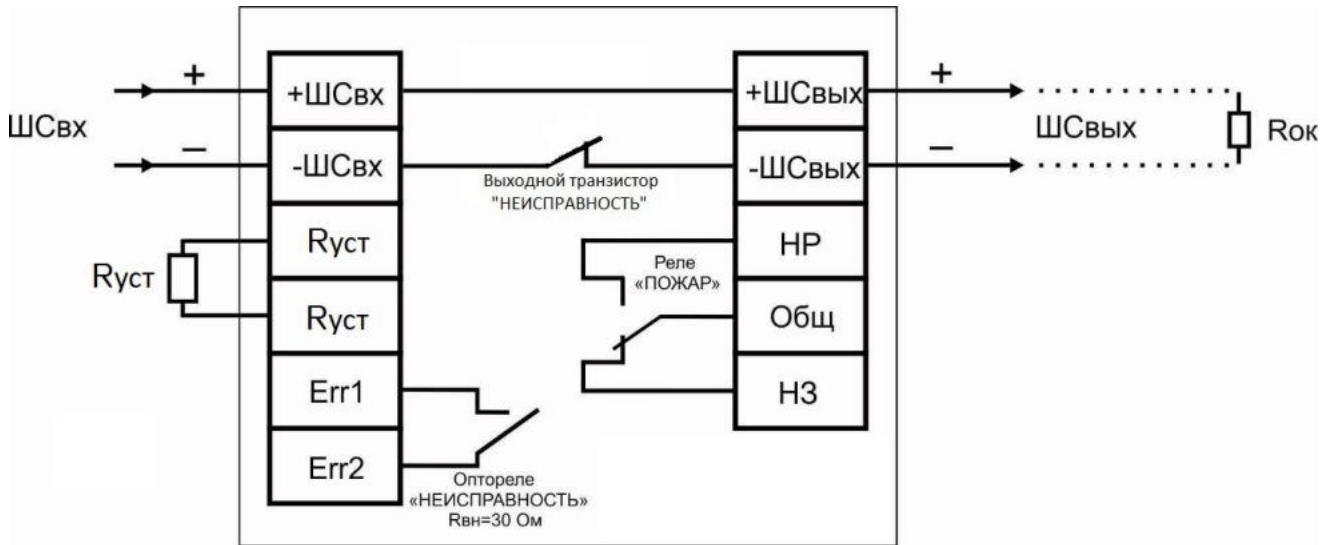 ШСвх
+
−
+ШСвх
-ШСвх
Rуст
Rуст
Rуст
Err1
Err2
Выходной транзистор
"НЕИСПРАВНОСТЬ"
Реле
«ПОЖАР»
Оптореле
«НЕИСПРАВНОСТЬ»
Rвн=30 Ом
+ШСвых
-ШСвых
НР
Общ
НЗ
+
−
ШСвых
Rок